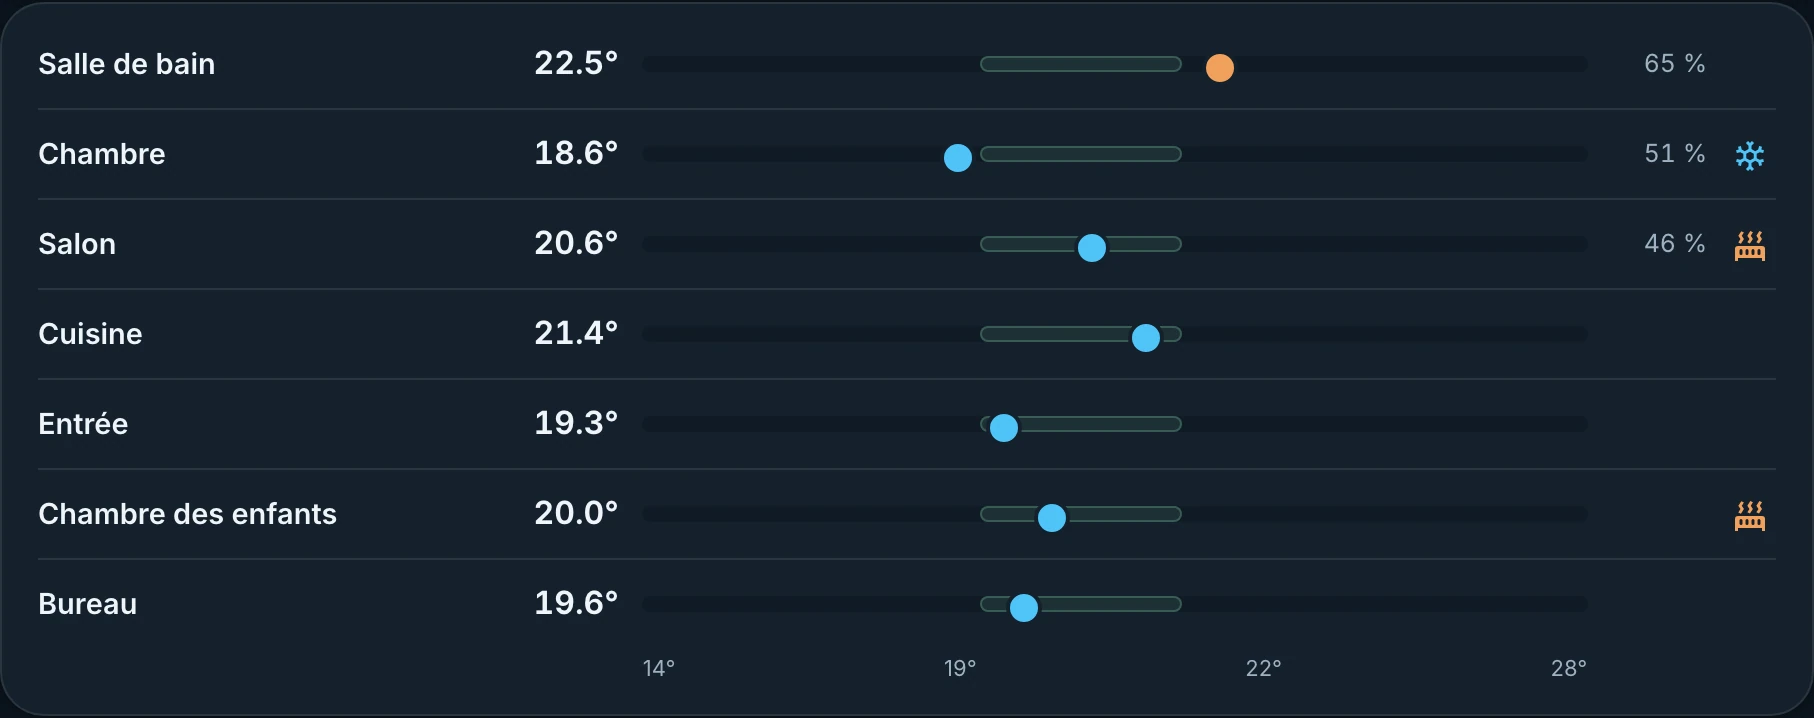 Salle de bain 22.5° 65 %
Chambre 18.6° 51 %
Salon 20.6° 46 %
Cuisine 21.4°
Entrée 19.3°
Chambre des enfants 20.0°
Bureau 19.6°
14° 19° 22° 28°